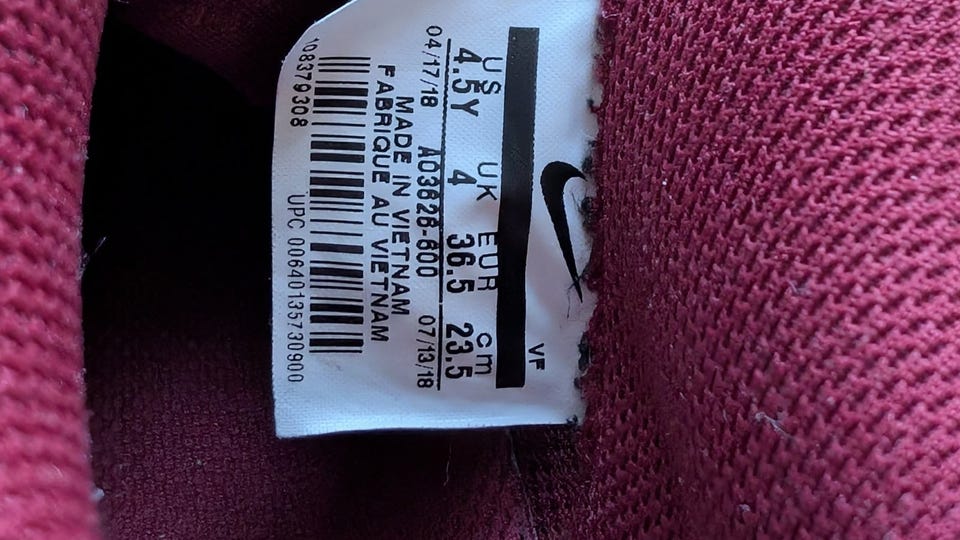 VF
US UK EUR cm
4.5Y 4 36.5 23.5
04/17/18 AO3626-600 07/13/18
MADE IN VIETNAM
FABRIQUE AU VIETNAM
108379308 UPC 00640135730900